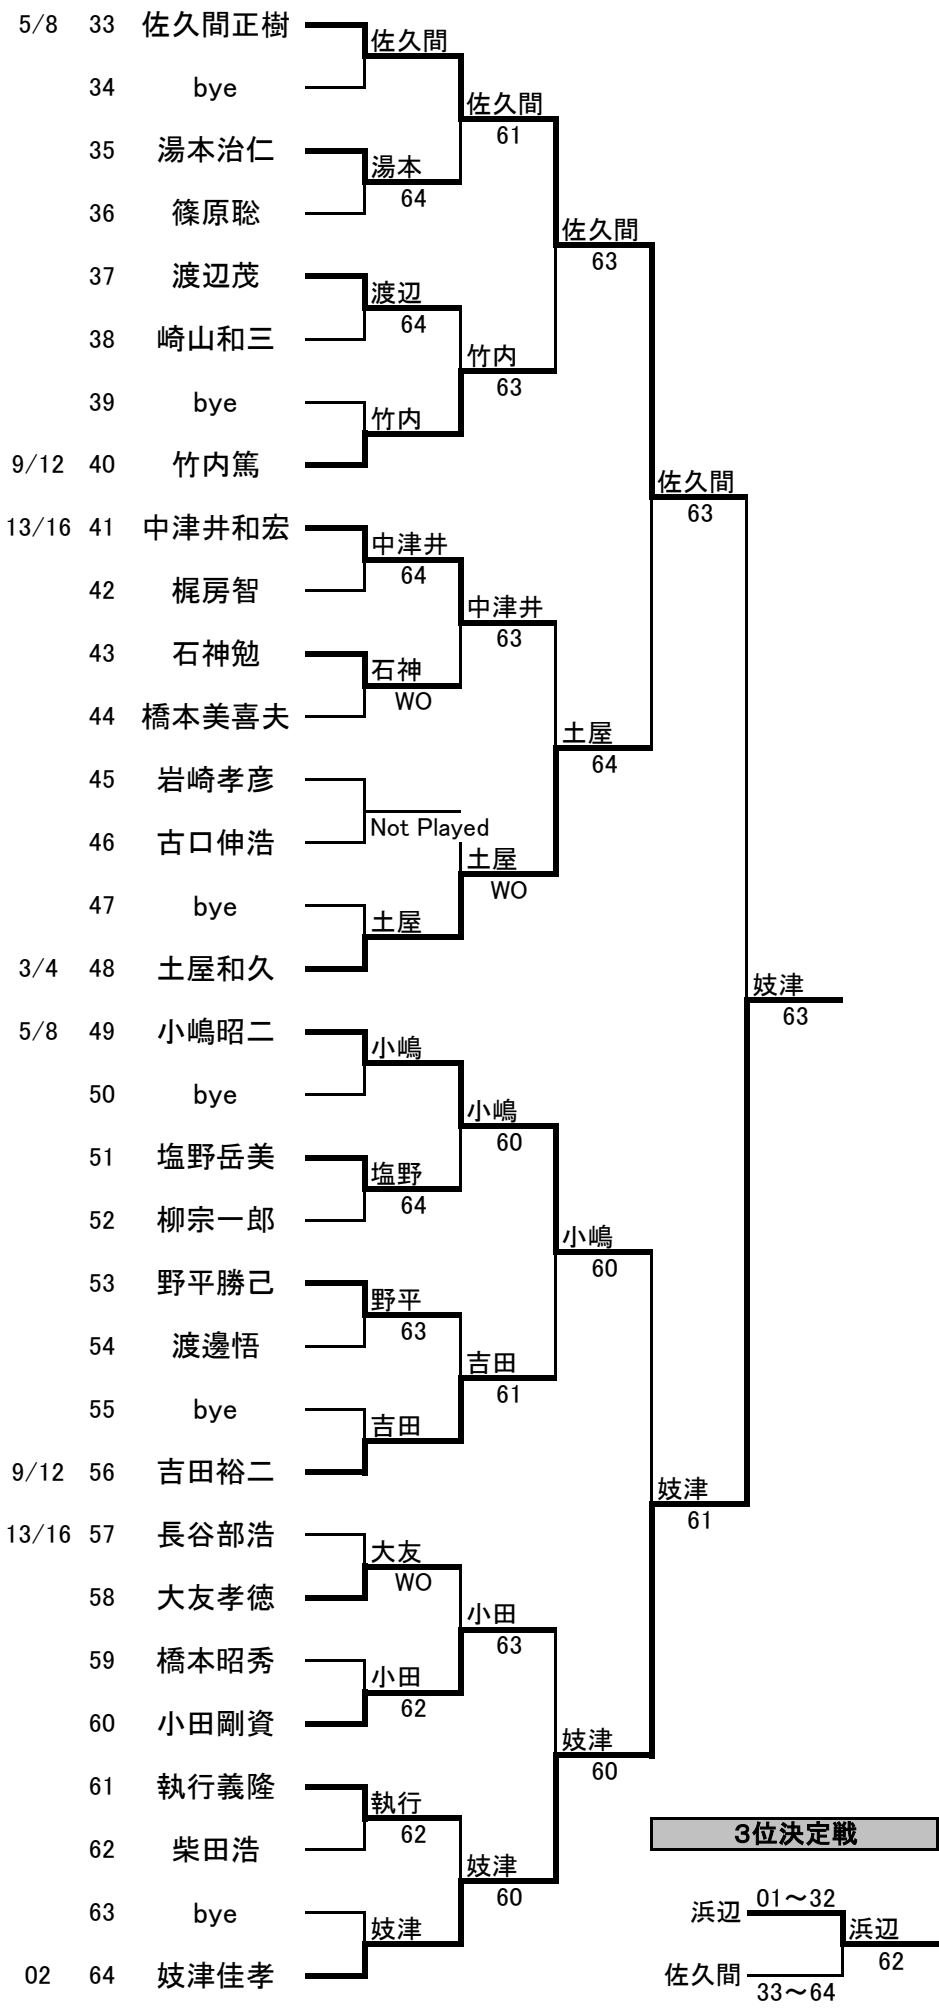 5/8 33 佐久間正樹
佐久間
34 bye
佐久間
61
35 湯本治仁
湯本
64
36 篠原聡
佐久間
63
37 渡辺茂
渡辺
64
38 崎山和三
竹内
63
39 bye
竹内
9/12 40 竹内篤
佐久間
63
13/16 41 中津井和宏
中津井
64
42 梶房智
中津井
63
43 石神勉
石神
WO
44 橋本美喜夫
土屋
64
45 岩崎孝彦
Not Played
46 古口伸浩
土屋
WO
47 bye
土屋
3/4 48 土屋和久
妓津
63
5/8 49 小嶋昭二
小嶋
50 bye
小嶋
60
51 塩野岳美
塩野
64
52 柳宗一郎
小嶋
60
53 野平勝己
野平
63
54 渡邊悟
吉田
61
55 bye
吉田
9/12 56 吉田裕二
妓津
61
13/16 57 長谷部浩
大友
WO
58 大友孝徳
小田
63
59 橋本昭秀
小田
62
60 小田剛資
妓津
60
61 執行義隆
執行
62
62 柴田浩
妓津
60
63 bye
妓津
02 64 妓津佳孝
3位決定戦
浜辺 01～32
浜辺
62
佐久間 33～64